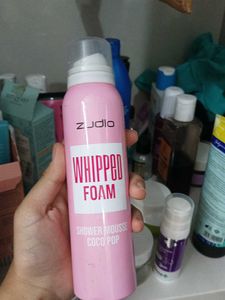 zudio
WHIPPED
FOAM
SHOWER MOUSSE
COCO POP